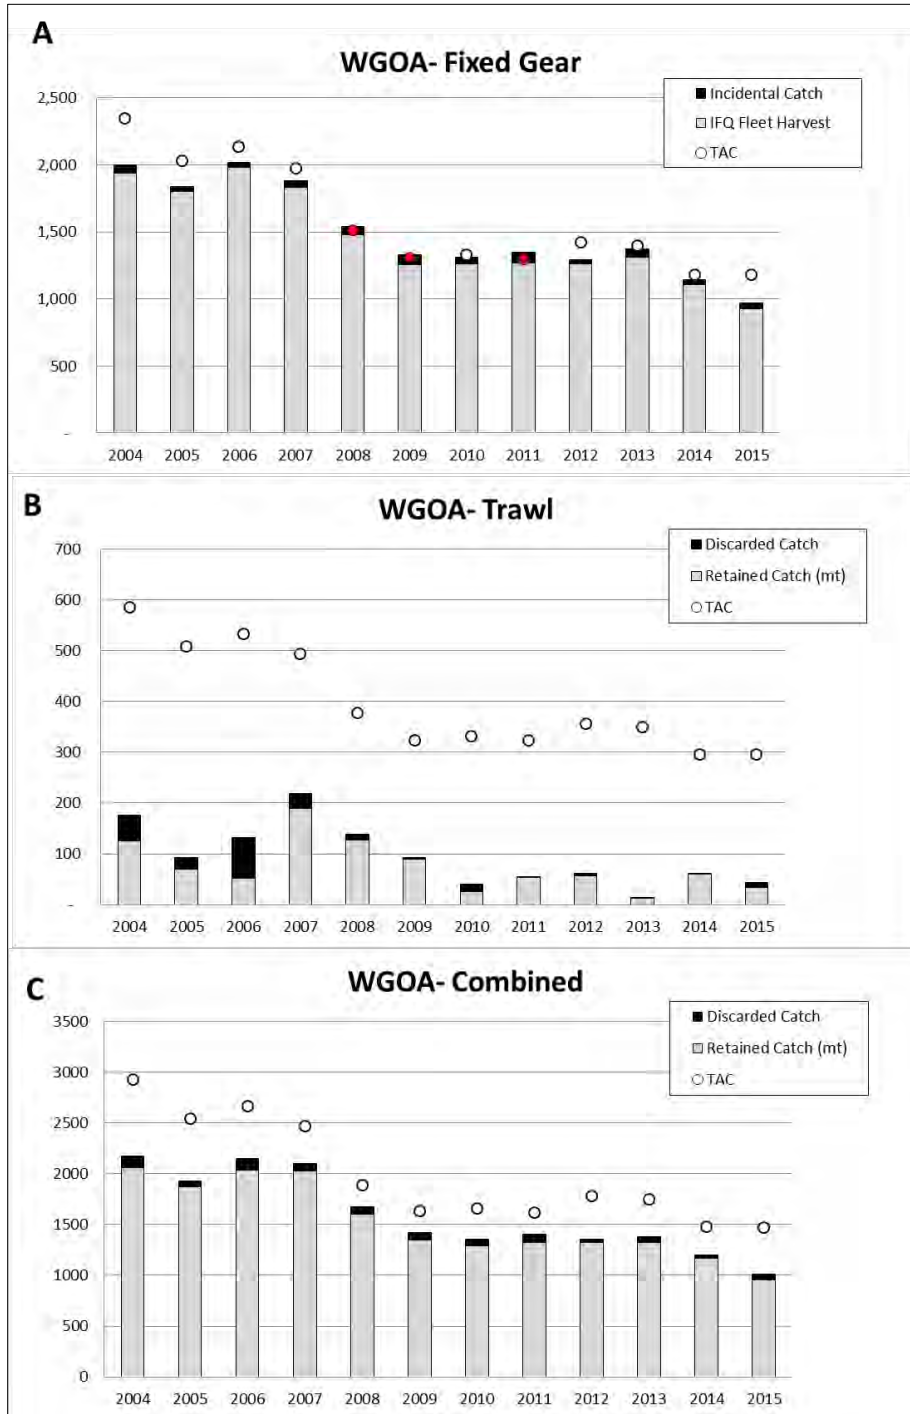 A
WGOA- Fixed Gear
Incidental Catch
IFQ Fleet Harvest
TAC
2,500
2,000
1,500
1,000
500
-
2004 2005 2006 2007 2008 2009 2010 2011 2012 2013 2014 2015
B
WGOA- Trawl
Discarded Catch
Retained Catch (mt)
TAC
700
600
500
400
300
200
100
-
2004 2005 2006 2007 2008 2009 2010 2011 2012 2013 2014 2015
C
WGOA- Combined
Discarded Catch
Retained Catch (mt)
TAC
3500
3000
2500
2000
1500
1000
500
0
2004 2005 2006 2007 2008 2009 2010 2011 2012 2013 2014 2015